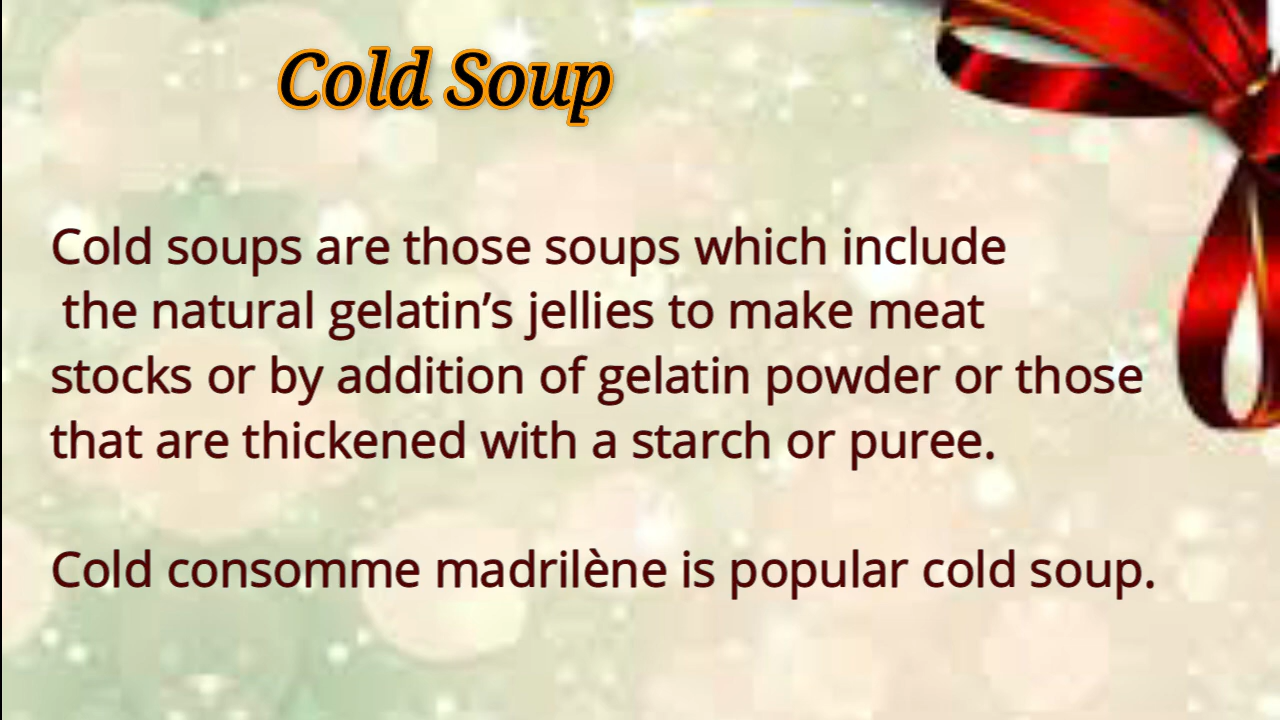 Cold Soup
Cold soups are those soups which include
the natural gelatin’s jellies to make meat
stocks or by addition of gelatin powder or those
that are thickened with a starch or puree.
Cold consomme madrilène is popular cold soup.